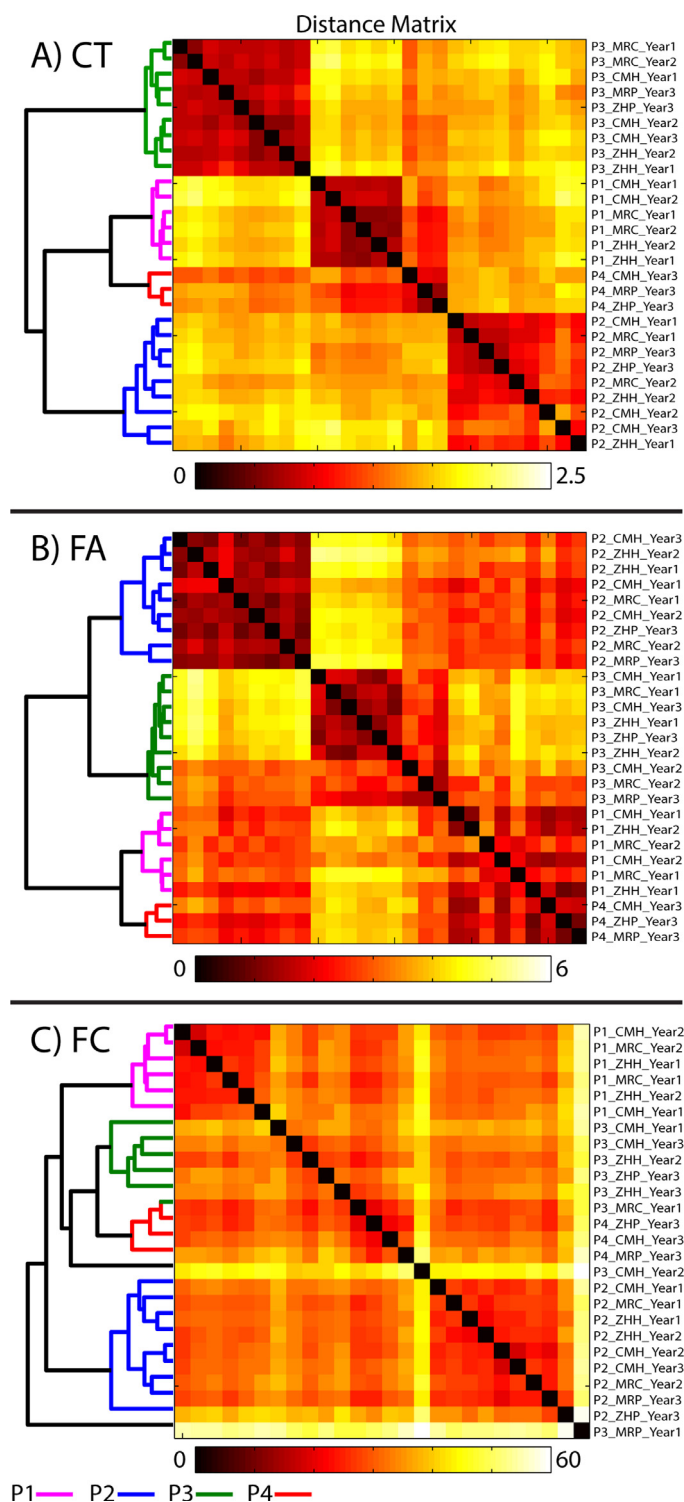 Distance Matrix
A) CT
P3_MRC_Year1
P3_MRC_Year2
P3_CMH_Year1
P3_MRP_Year3
P3_ZHP_Year3
P3_CMH_Year2
P3_CMH_Year3
P3_ZHH_Year2
P3_ZHH_Year1
P1_CMH_Year1
P1_CMH_Year2
P1_MRC_Year1
P1_MRC_Year2
P1_ZHH_Year2
P1_ZHH_Year1
P4_CMH_Year3
P4_MRP_Year3
P4_ZHP_Year3
P2_CMH_Year1
P2_MRC_Year1
P2_MRP_Year3
P2_ZHP_Year3
P2_MRC_Year2
P2_ZHH_Year2
P2_CMH_Year2
P2_CMH_Year3
P2_ZHH_Year1
0 2.5
B) FA
P2_CMH_Year3
P2_ZHH_Year2
P2_ZHH_Year1
P2_CMH_Year1
P2_MRC_Year1
P2_CMH_Year2
P2_ZHP_Year3
P2_MRC_Year2
P2_MRP_Year3
P3_CMH_Year1
P3_MRC_Year1
P3_CMH_Year3
P3_ZHH_Year1
P3_ZHP_Year3
P3_ZHH_Year2
P3_CMH_Year2
P3_MRC_Year2
P3_MRP_Year3
P1_CMH_Year1
P1_ZHH_Year2
P1_MRC_Year2
P1_CMH_Year2
P1_MRC_Year1
P1_ZHH_Year1
P4_CMH_Year3
P4_ZHP_Year3
P4_MRP_Year3
0 6
C) FC
P1_CMH_Year2
P1_MRC_Year2
P1_ZHH_Year1
P1_MRC_Year1
P1_ZHH_Year2
P1_CMH_Year1
P3_CMH_Year1
P3_CMH_Year3
P3_ZHH_Year2
P3_ZHP_Year3
P3_ZHH_Year3
P3_MRC_Year1
P4_ZHP_Year3
P4_CMH_Year3
P4_MRP_Year3
P3_CMH_Year2
P2_CMH_Year1
P2_MRC_Year1
P2_ZHH_Year1
P2_ZHH_Year2
P2_CMH_Year2
P2_CMH_Year3
P2_MRC_Year2
P2_MRP_Year3
P2_ZHP_Year3
P3_MRP_Year1
0 60
P1 P2 P3 P4